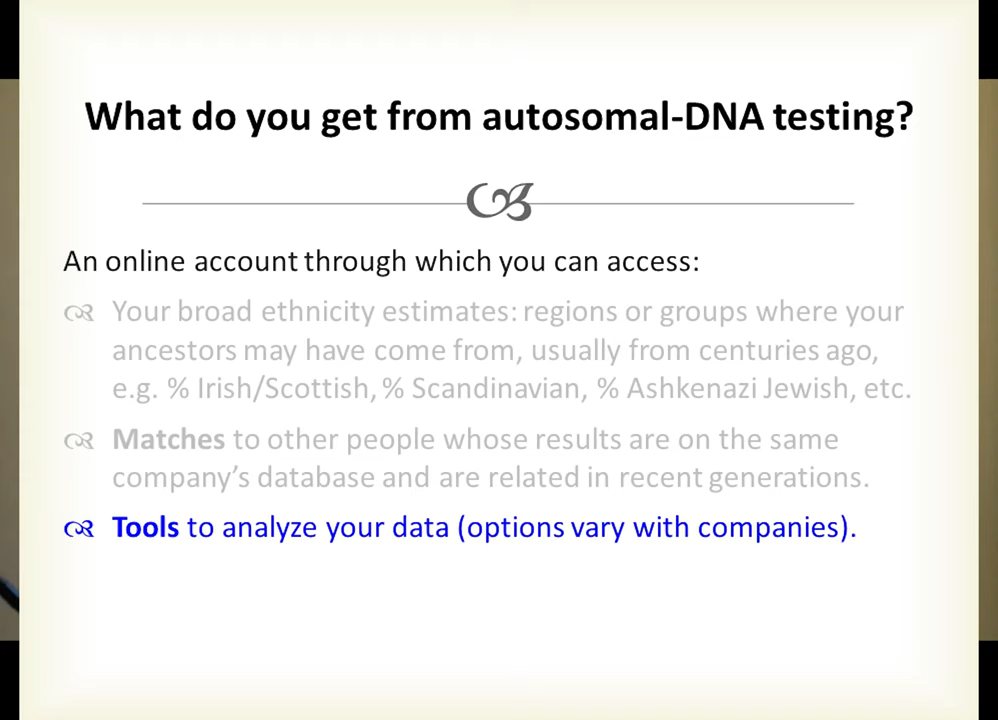 What do you get from autosomal-DNA testing?
An online account through which you can access:
Your broad ethnicity estimates: regions or groups where your
ancestors may have come from, usually from centuries ago,
e.g. % Irish/Scottish, % Scandinavian, % Ashkenazi Jewish, etc.
Matches to other people whose results are on the same
company’s database and are related in recent generations.
Tools to analyze your data (options vary with companies).